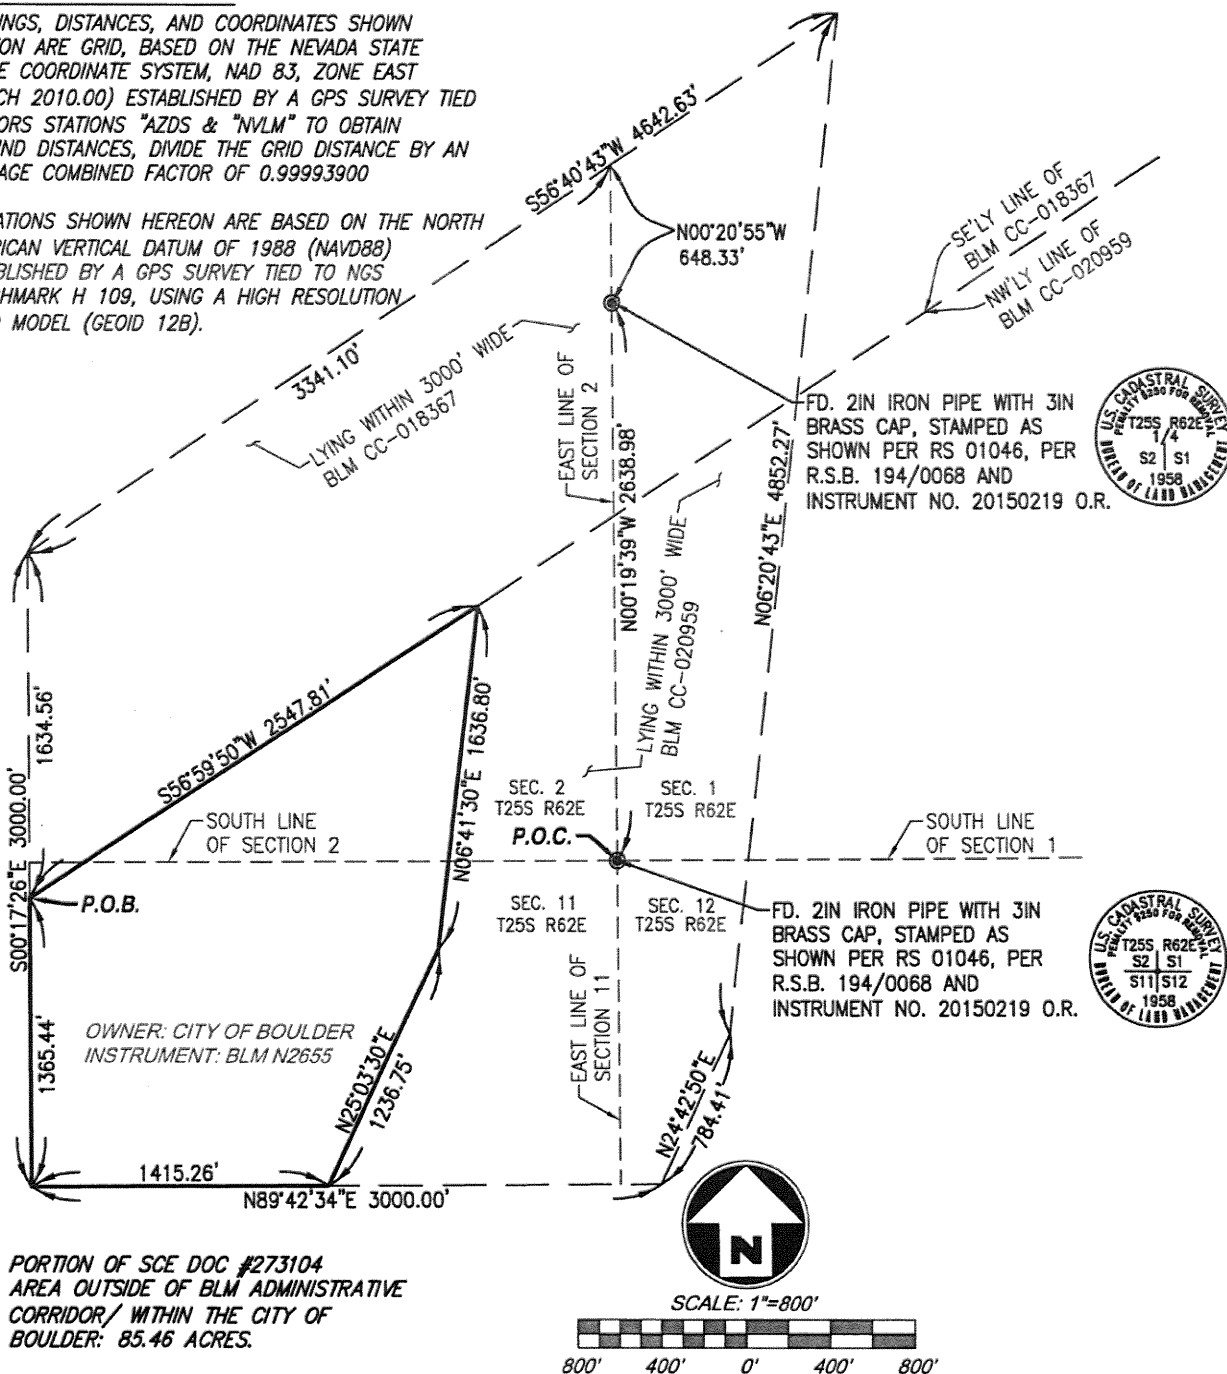 NGS, DISTANCES, AND COORDINATES SHOWN
ON ARE GRID, BASED ON THE NEVADA STATE
E COORDINATE SYSTEM, NAD 83, ZONE EAST
CH 2010.00) ESTABLISHED BY A GPS SURVEY TIED
ORS STATIONS "AZDS & "NVLM" TO OBTAIN
ND DISTANCES, DIVIDE THE GRID DISTANCE BY AN
AGE COMBINED FACTOR OF 0.99993900
ATIONS SHOWN HEREON ARE BASED ON THE NORTH
RICAN VERTICAL DATUM OF 1988 (NAVD88)
BLISHED BY A GPS SURVEY TIED TO NGS
CHMARK H 109, USING A HIGH RESOLUTION
MODEL (GEOID 12B).
S56°40'43"W 4642.63'
N00°20'55"W
648.33'
SE'LY LINE OF
BLM CC-018367
NW'LY LINE OF
BLM CC-020959
3341.10'
LYING WITHIN 3000' WIDE
BLM CC-018367
EAST LINE OF
SECTION 2
N00°19'39"W 2638.98'
FD. 2IN IRON PIPE WITH 3IN
BRASS CAP, STAMPED AS
SHOWN PER RS 01046, PER
R.S.B. 194/0068 AND
INSTRUMENT NO. 20150219 O.R.
U.S. CADASTRAL SURVEY
PENALTY $250 FOR REMOVAL
T25S R62E
1/4
S2 S1
1958
BUREAU OF LAND MANAGEMENT
N06°20'43"E 4852.27'
LYING WITHIN 3000' WIDE
BLM CC-020959
1634.56'
S00°17'26"E 3000.00'
S56°59'50"W 2547.81'
N06°41'30"E 1636.80'
SEC. 2
T25S R62E
SEC. 1
T25S R62E
P.O.C.
SOUTH LINE
OF SECTION 2
SOUTH LINE
OF SECTION 1
P.O.B.
SEC. 11
T25S R62E
SEC. 12
T25S R62E
FD. 2IN IRON PIPE WITH 3IN
BRASS CAP, STAMPED AS
SHOWN PER RS 01046, PER
R.S.B. 194/0068 AND
INSTRUMENT NO. 20150219 O.R.
U.S. CADASTRAL SURVEY
PENALTY $250 FOR REMOVAL
T25S R62E
S2 S1
S11 S12
1958
BUREAU OF LAND MANAGEMENT
OWNER: CITY OF BOULDER
INSTRUMENT: BLM N2655
1365.44'
N25°03'30"E
1236.75'
EAST LINE OF
SECTION 11
N24°42'50"E
784.41'
1415.26'
N89°42'34"E 3000.00'
N
PORTION OF SCE DOC #273104
AREA OUTSIDE OF BLM ADMINISTRATIVE
CORRIDOR/ WITHIN THE CITY OF
BOULDER: 85.46 ACRES.
SCALE: 1"=800'
800' 400' 0' 400' 800'